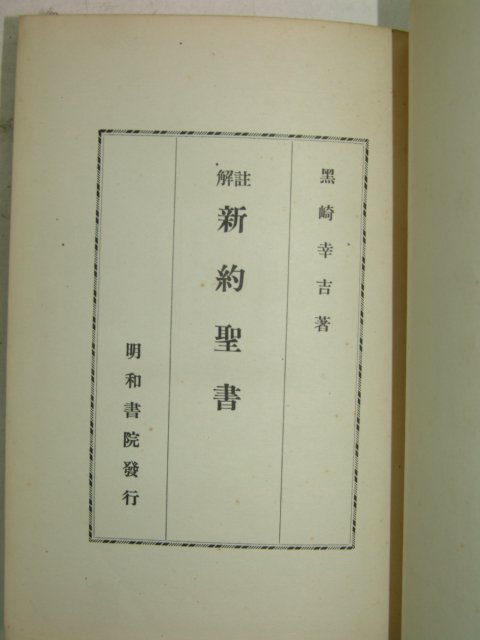 黑崎幸吉著
註解
新約聖書
明和書院發行